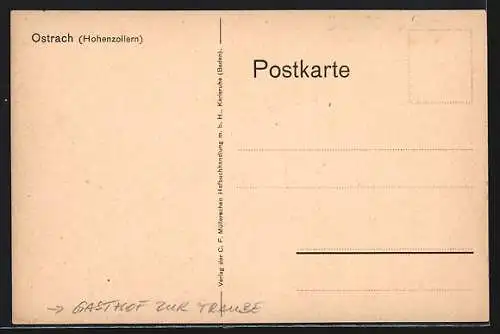 Ostrach (Hohenzollern)
Postkarte
Verlag der C. F. Müllerschen Hofbuchhandlung m. b. H., Karlsruhe (Baden).
→ GASTHOF ZUR TRAUBE